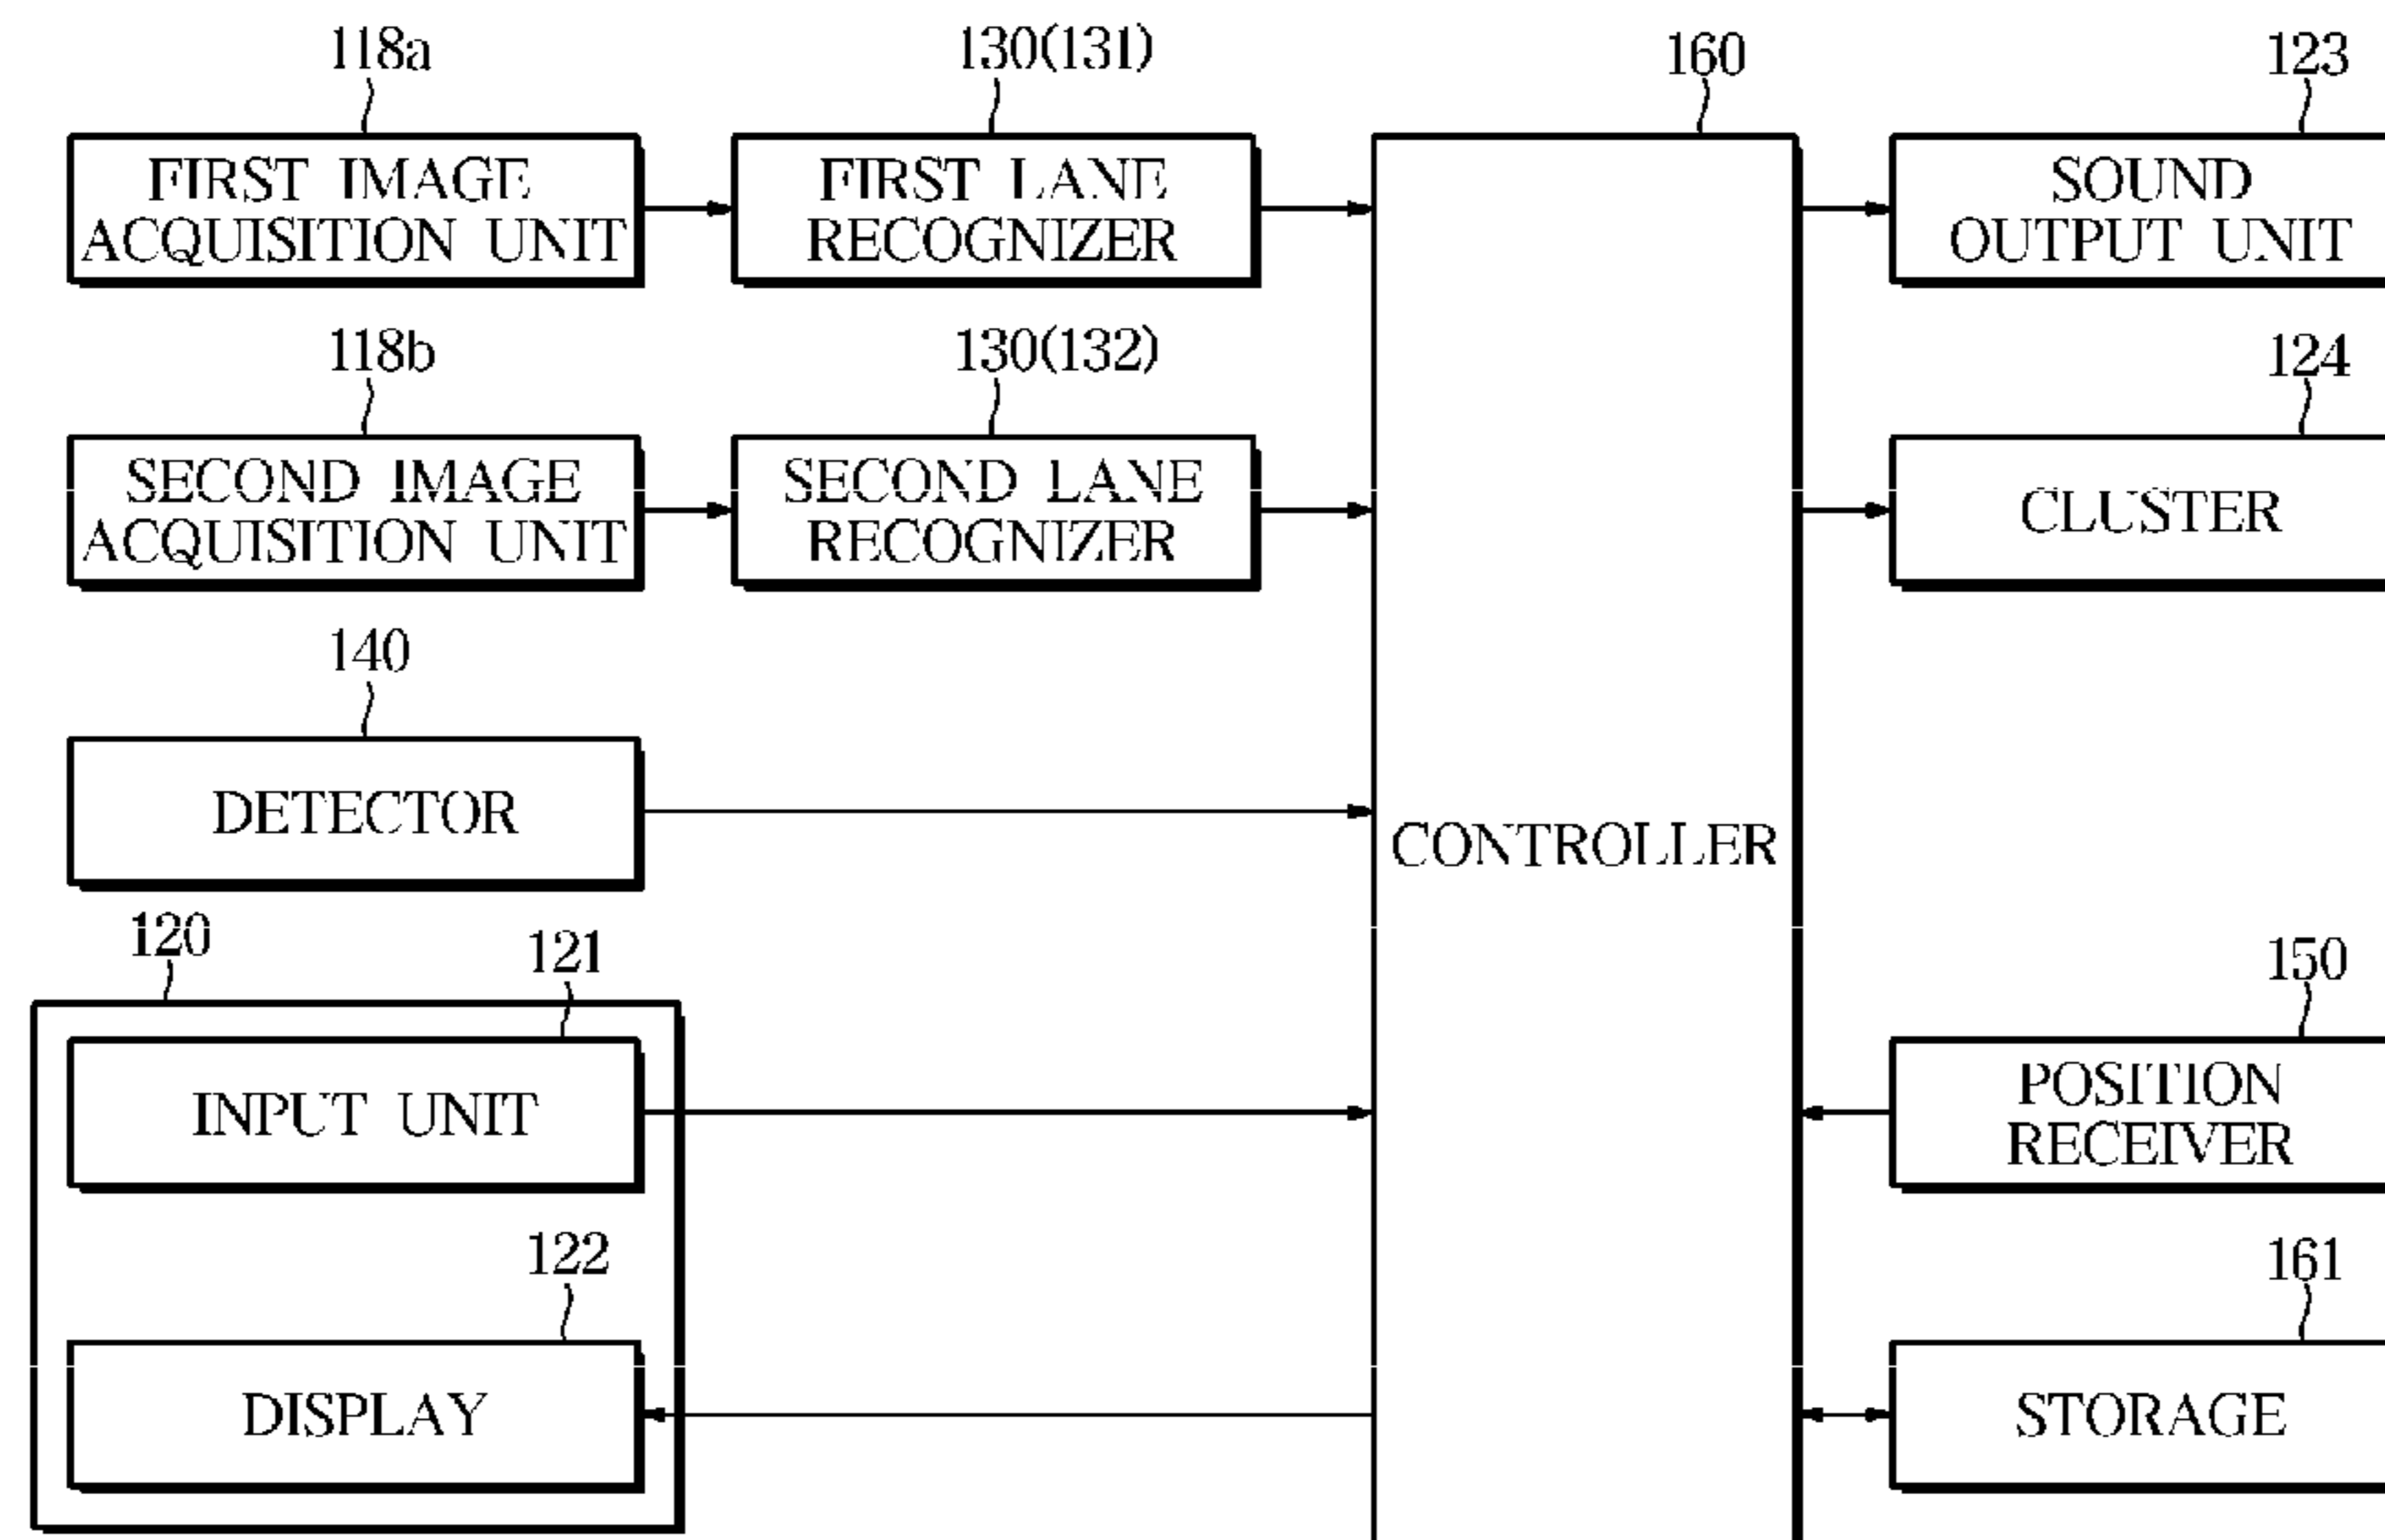 118a
130(131)
160
123
FIRST IMAGE
ACQUISITION UNIT
FIRST LANE
RECOGNIZER
SOUND
OUTPUT UNIT
118b
130(132)
124
SECOND IMAGE
ACQUISITION UNIT
SECOND LANE
RECOGNIZER
CLUSTER
140
DETECTOR
CONTROLLER
120
121
150
INPUT UNIT
POSITION
RECEIVER
122
161
DISPLAY
STORAGE